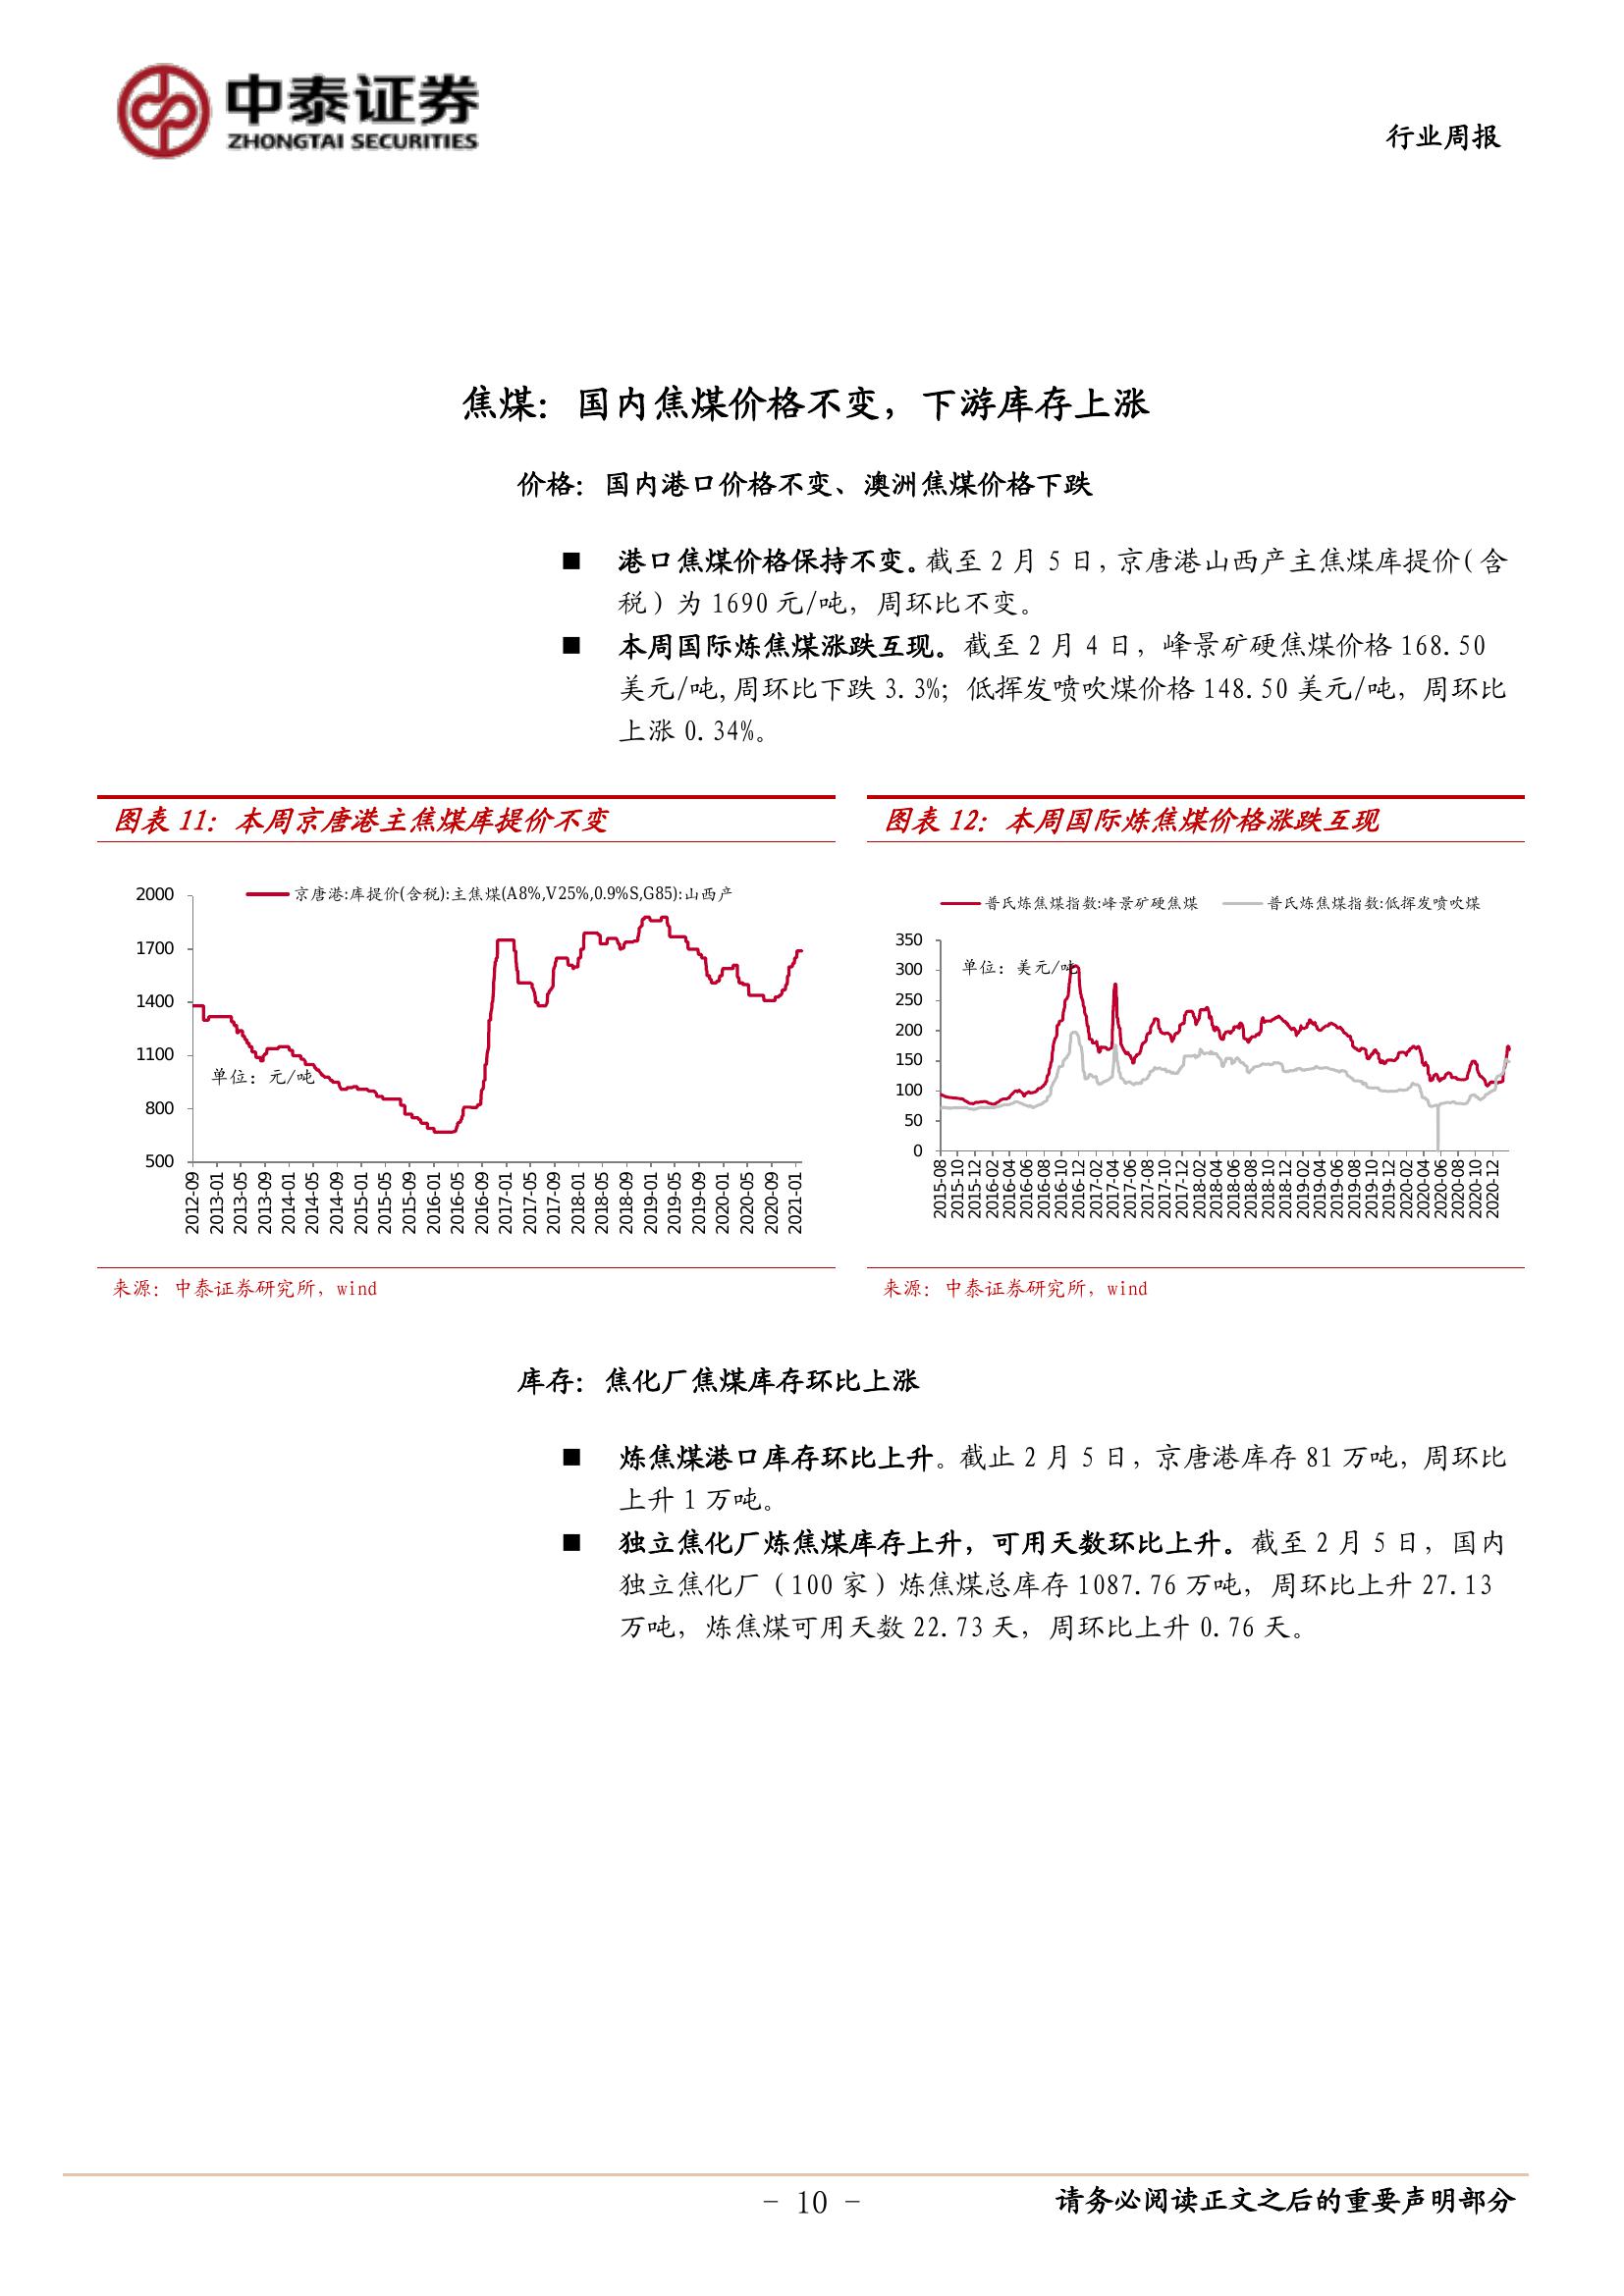 中泰证券
ZHONGTAI SECURITIES
行业周报
焦煤：国内焦煤价格不变，下游库存上涨
价格：国内港口价格不变、澳洲焦煤价格下跌
■ 港口焦煤价格保持不变。截至 2 月 5 日，京唐港山西产主焦煤库提价（含
税）为 1690 元/吨，周环比不变。
■ 本周国际炼焦煤涨跌互现。截至 2 月 4 日，峰景矿硬焦煤价格 168.50
美元/吨,周环比下跌 3.3%；低挥发喷吹煤价格 148.50 美元/吨，周环比
上涨 0.34%。
图表 11：本周京唐港主焦煤库提价不变
京唐港:库提价(含税):主焦煤(A8%,V25%,0.9%S,G85):山西产
单位：元/吨
2000
1700
1400
1100
800
500
2012-09
2013-01
2013-05
2013-09
2014-01
2014-05
2014-09
2015-01
2015-05
2015-09
2016-01
2016-05
2016-09
2017-01
2017-05
2017-09
2018-01
2018-05
2018-09
2019-01
2019-05
2019-09
2020-01
2020-05
2020-09
2021-01
来源：中泰证券研究所，wind
图表 12：本周国际炼焦煤价格涨跌互现
普氏炼焦煤指数:峰景矿硬焦煤
普氏炼焦煤指数:低挥发喷吹煤
单位：美元/吨
350
300
250
200
150
100
50
0
2015-08
2015-10
2015-12
2016-02
2016-04
2016-06
2016-08
2016-10
2016-12
2017-02
2017-04
2017-06
2017-08
2017-10
2017-12
2018-02
2018-04
2018-06
2018-08
2018-10
2018-12
2019-02
2019-04
2019-06
2019-08
2019-10
2019-12
2020-02
2020-04
2020-06
2020-08
2020-10
2020-12
来源：中泰证券研究所，wind
库存：焦化厂焦煤库存环比上涨
■ 炼焦煤港口库存环比上升。截止 2 月 5 日，京唐港库存 81 万吨，周环比
上升 1 万吨。
■ 独立焦化厂炼焦煤库存上升，可用天数环比上升。截至 2 月 5 日，国内
独立焦化厂（100 家）炼焦煤总库存 1087.76 万吨，周环比上升 27.13
万吨，炼焦煤可用天数 22.73 天，周环比上升 0.76 天。
- 10 -
请务必阅读正文之后的重要声明部分